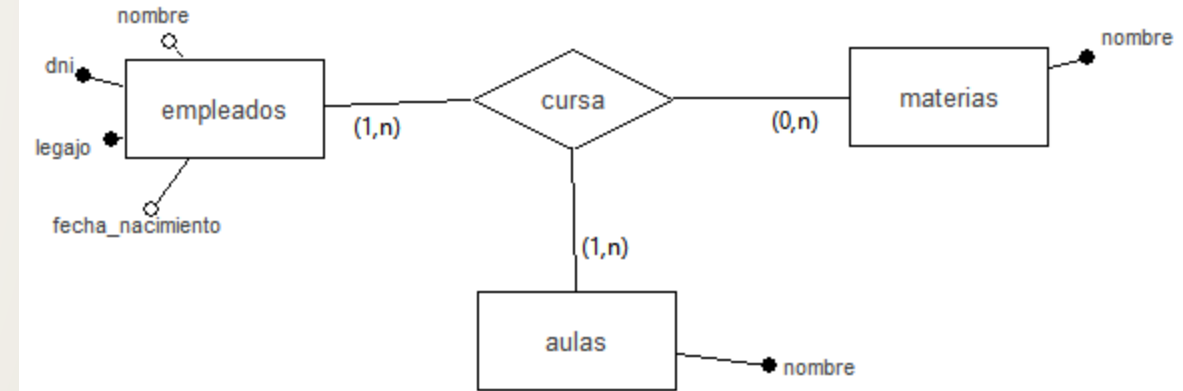 nombre
dni
legajo
fecha_nacimiento
empleados
(1,n)
cursa
(0,n)
materias
nombre
(1,n)
aulas
nombre